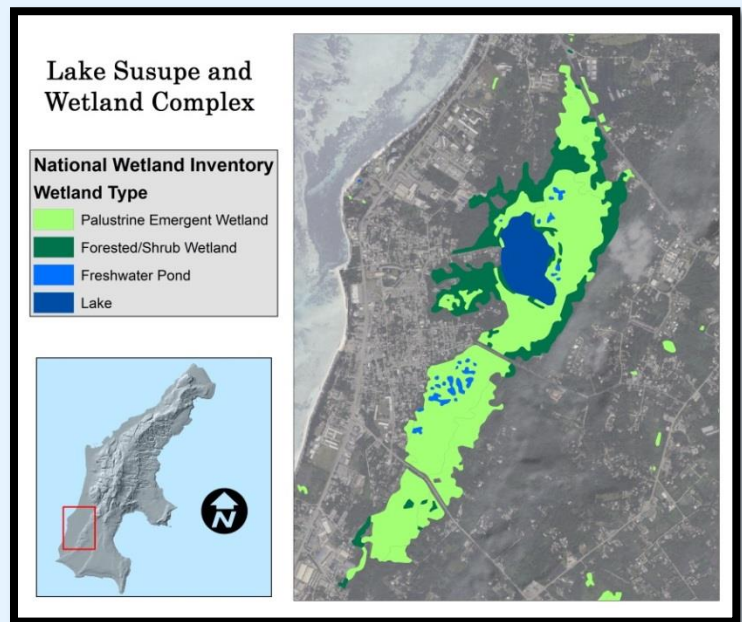 Lake Susupe and
Wetland Complex
National Wetland Inventory
Wetland Type
Palustrine Emergent Wetland
Forested/Shrub Wetland
Freshwater Pond
Lake
N